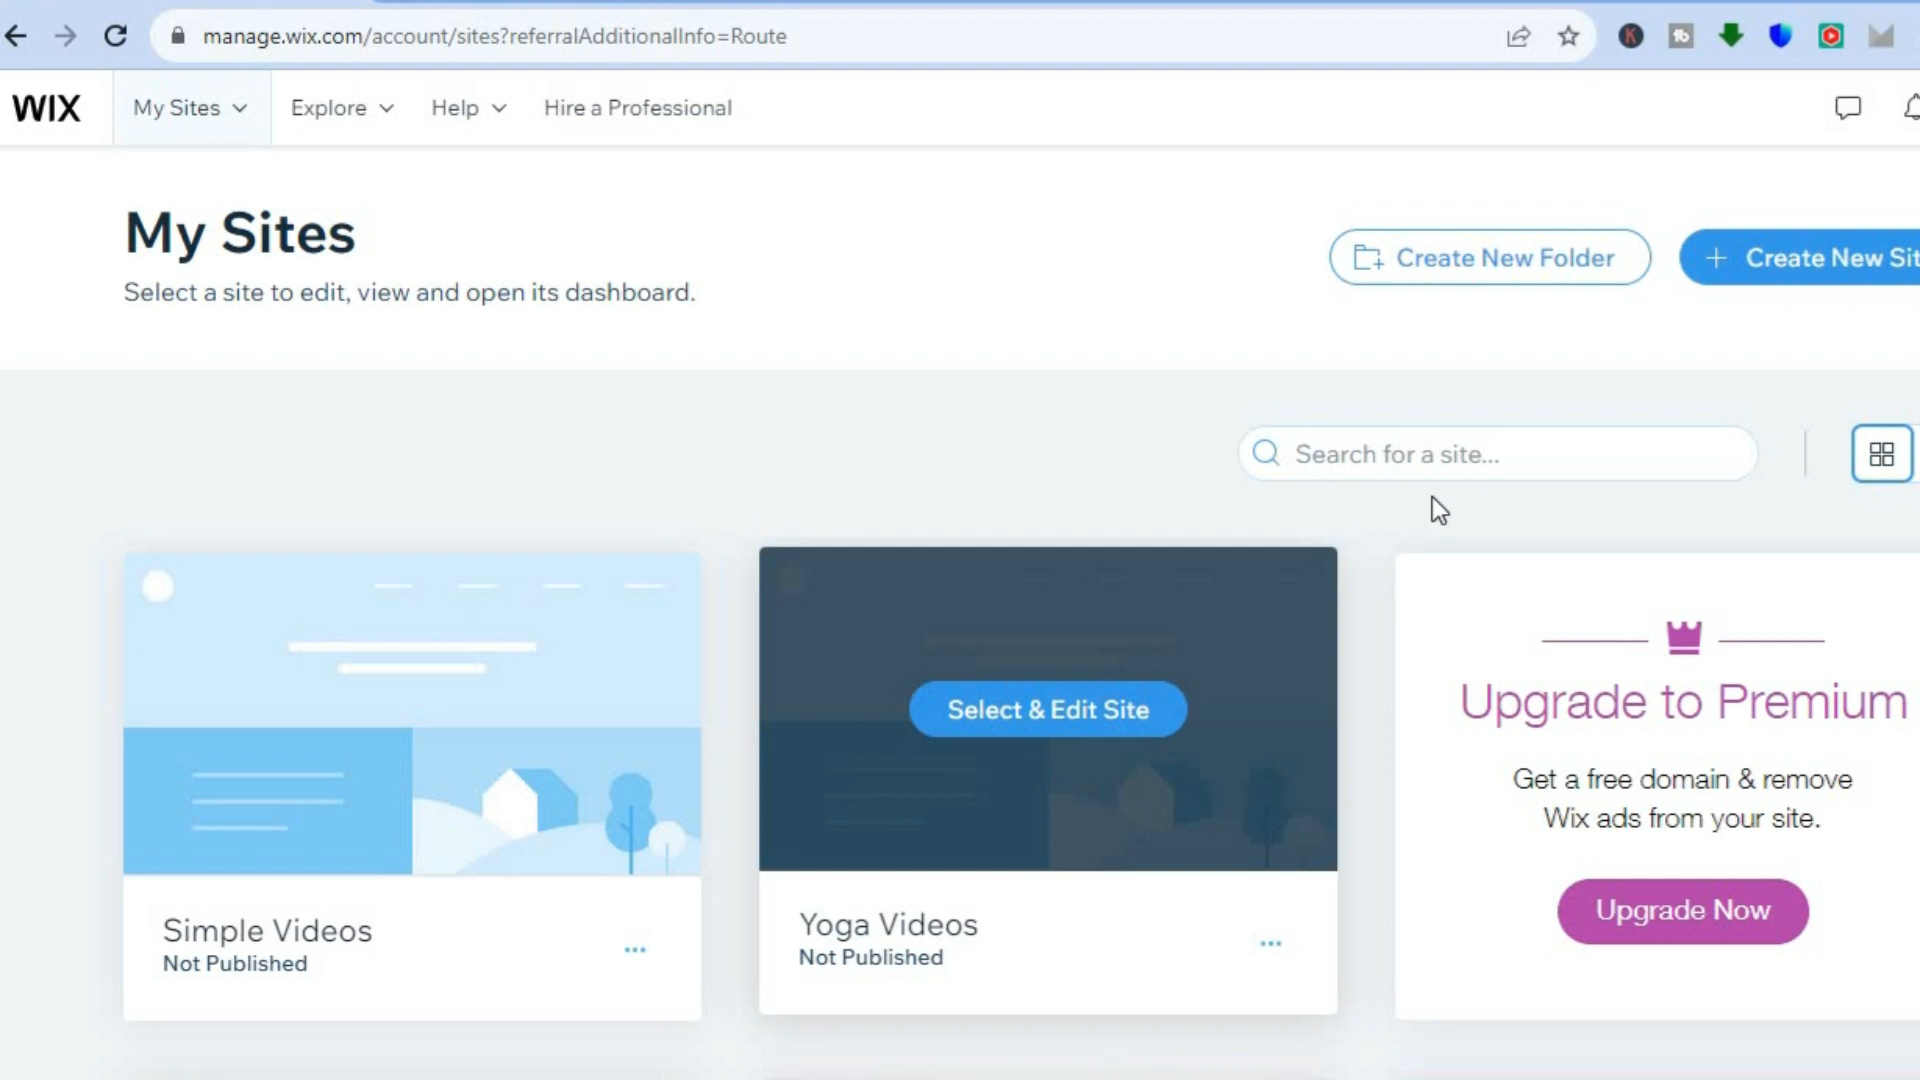 manage.wix.com/account/sites?referralAdditionalInfo=Route
WIX
My Sites
Explore
Help
Hire a Professional
My Sites
Select a site to edit, view and open its dashboard.
Create New Folder
+ Create New Sit
Search for a site...
Select & Edit Site
Upgrade to Premium
Get a free domain & remove
Wix ads from your site.
Upgrade Now
Simple Videos
Not Published
...
Yoga Videos
Not Published
...